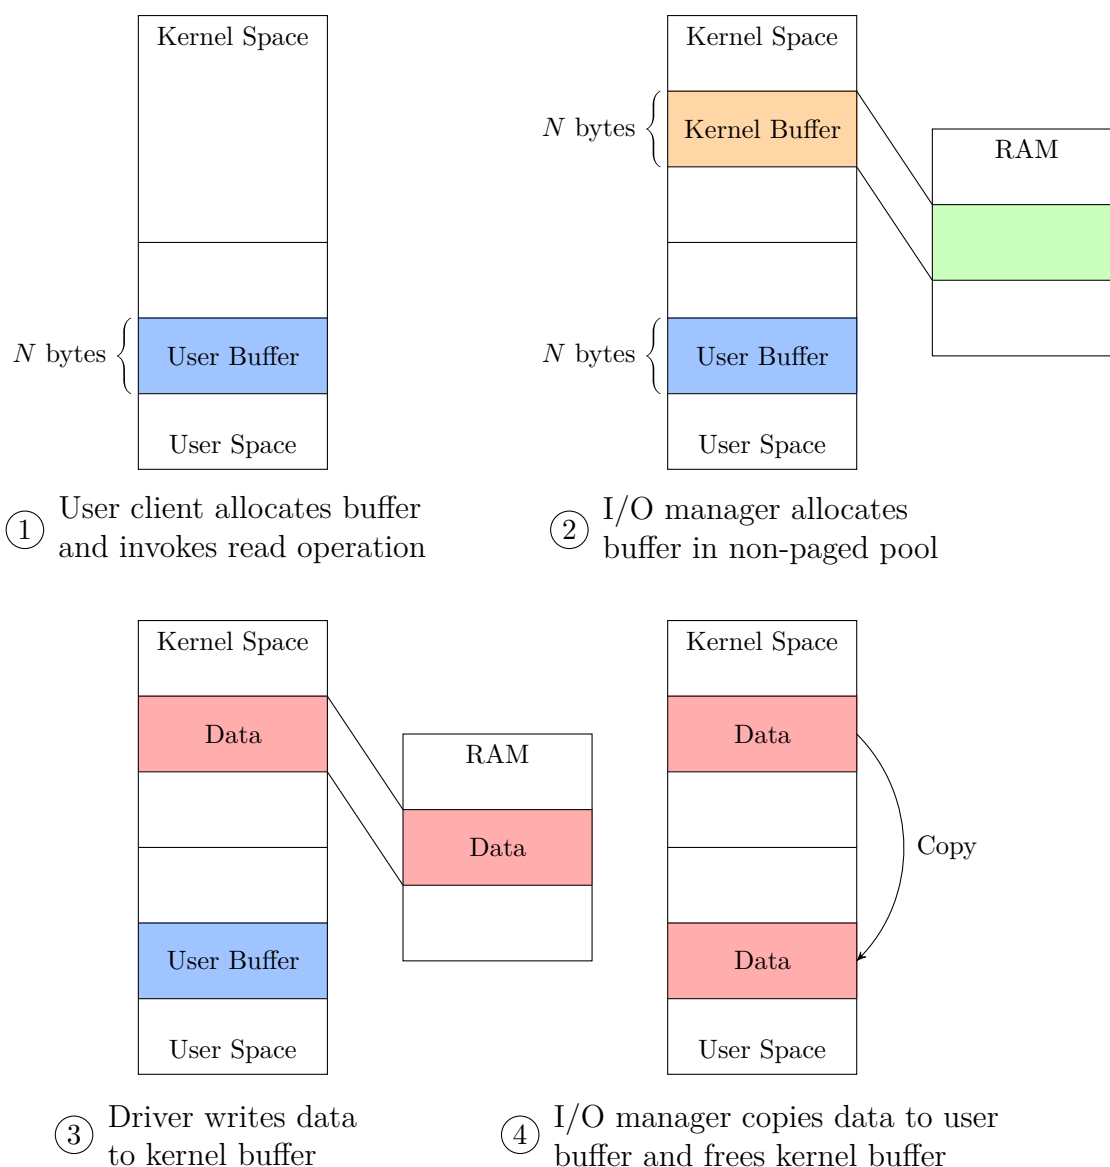 Kernel Space
N bytes
User Buffer
User Space
1 User client allocates buffer
and invokes read operation
Kernel Space
N bytes
Kernel Buffer
RAM
N bytes
User Buffer
User Space
2 I/O manager allocates
buffer in non-paged pool
Kernel Space
Data
RAM
Data
User Buffer
User Space
3 Driver writes data
to kernel buffer
Kernel Space
Data
Copy
Data
User Space
4 I/O manager copies data to user
buffer and frees kernel buffer